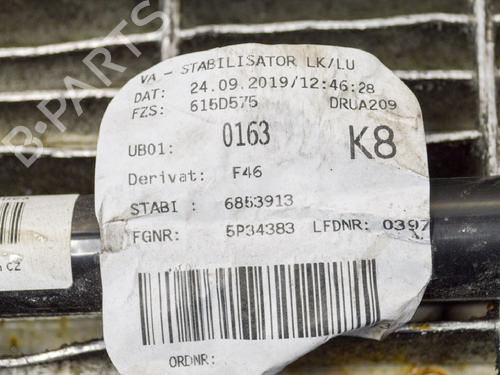 VA - STABILISATOR LK/LU
DAT: 24.09.2019/12:46:28
FZS: 615D575 DRUA209
UB01: 0163 K8
Derivat: F46
STABI : 6853913
FGNR: 5P34383 LFDNR: 0397
ORDNR:
CZ
B-PARTS